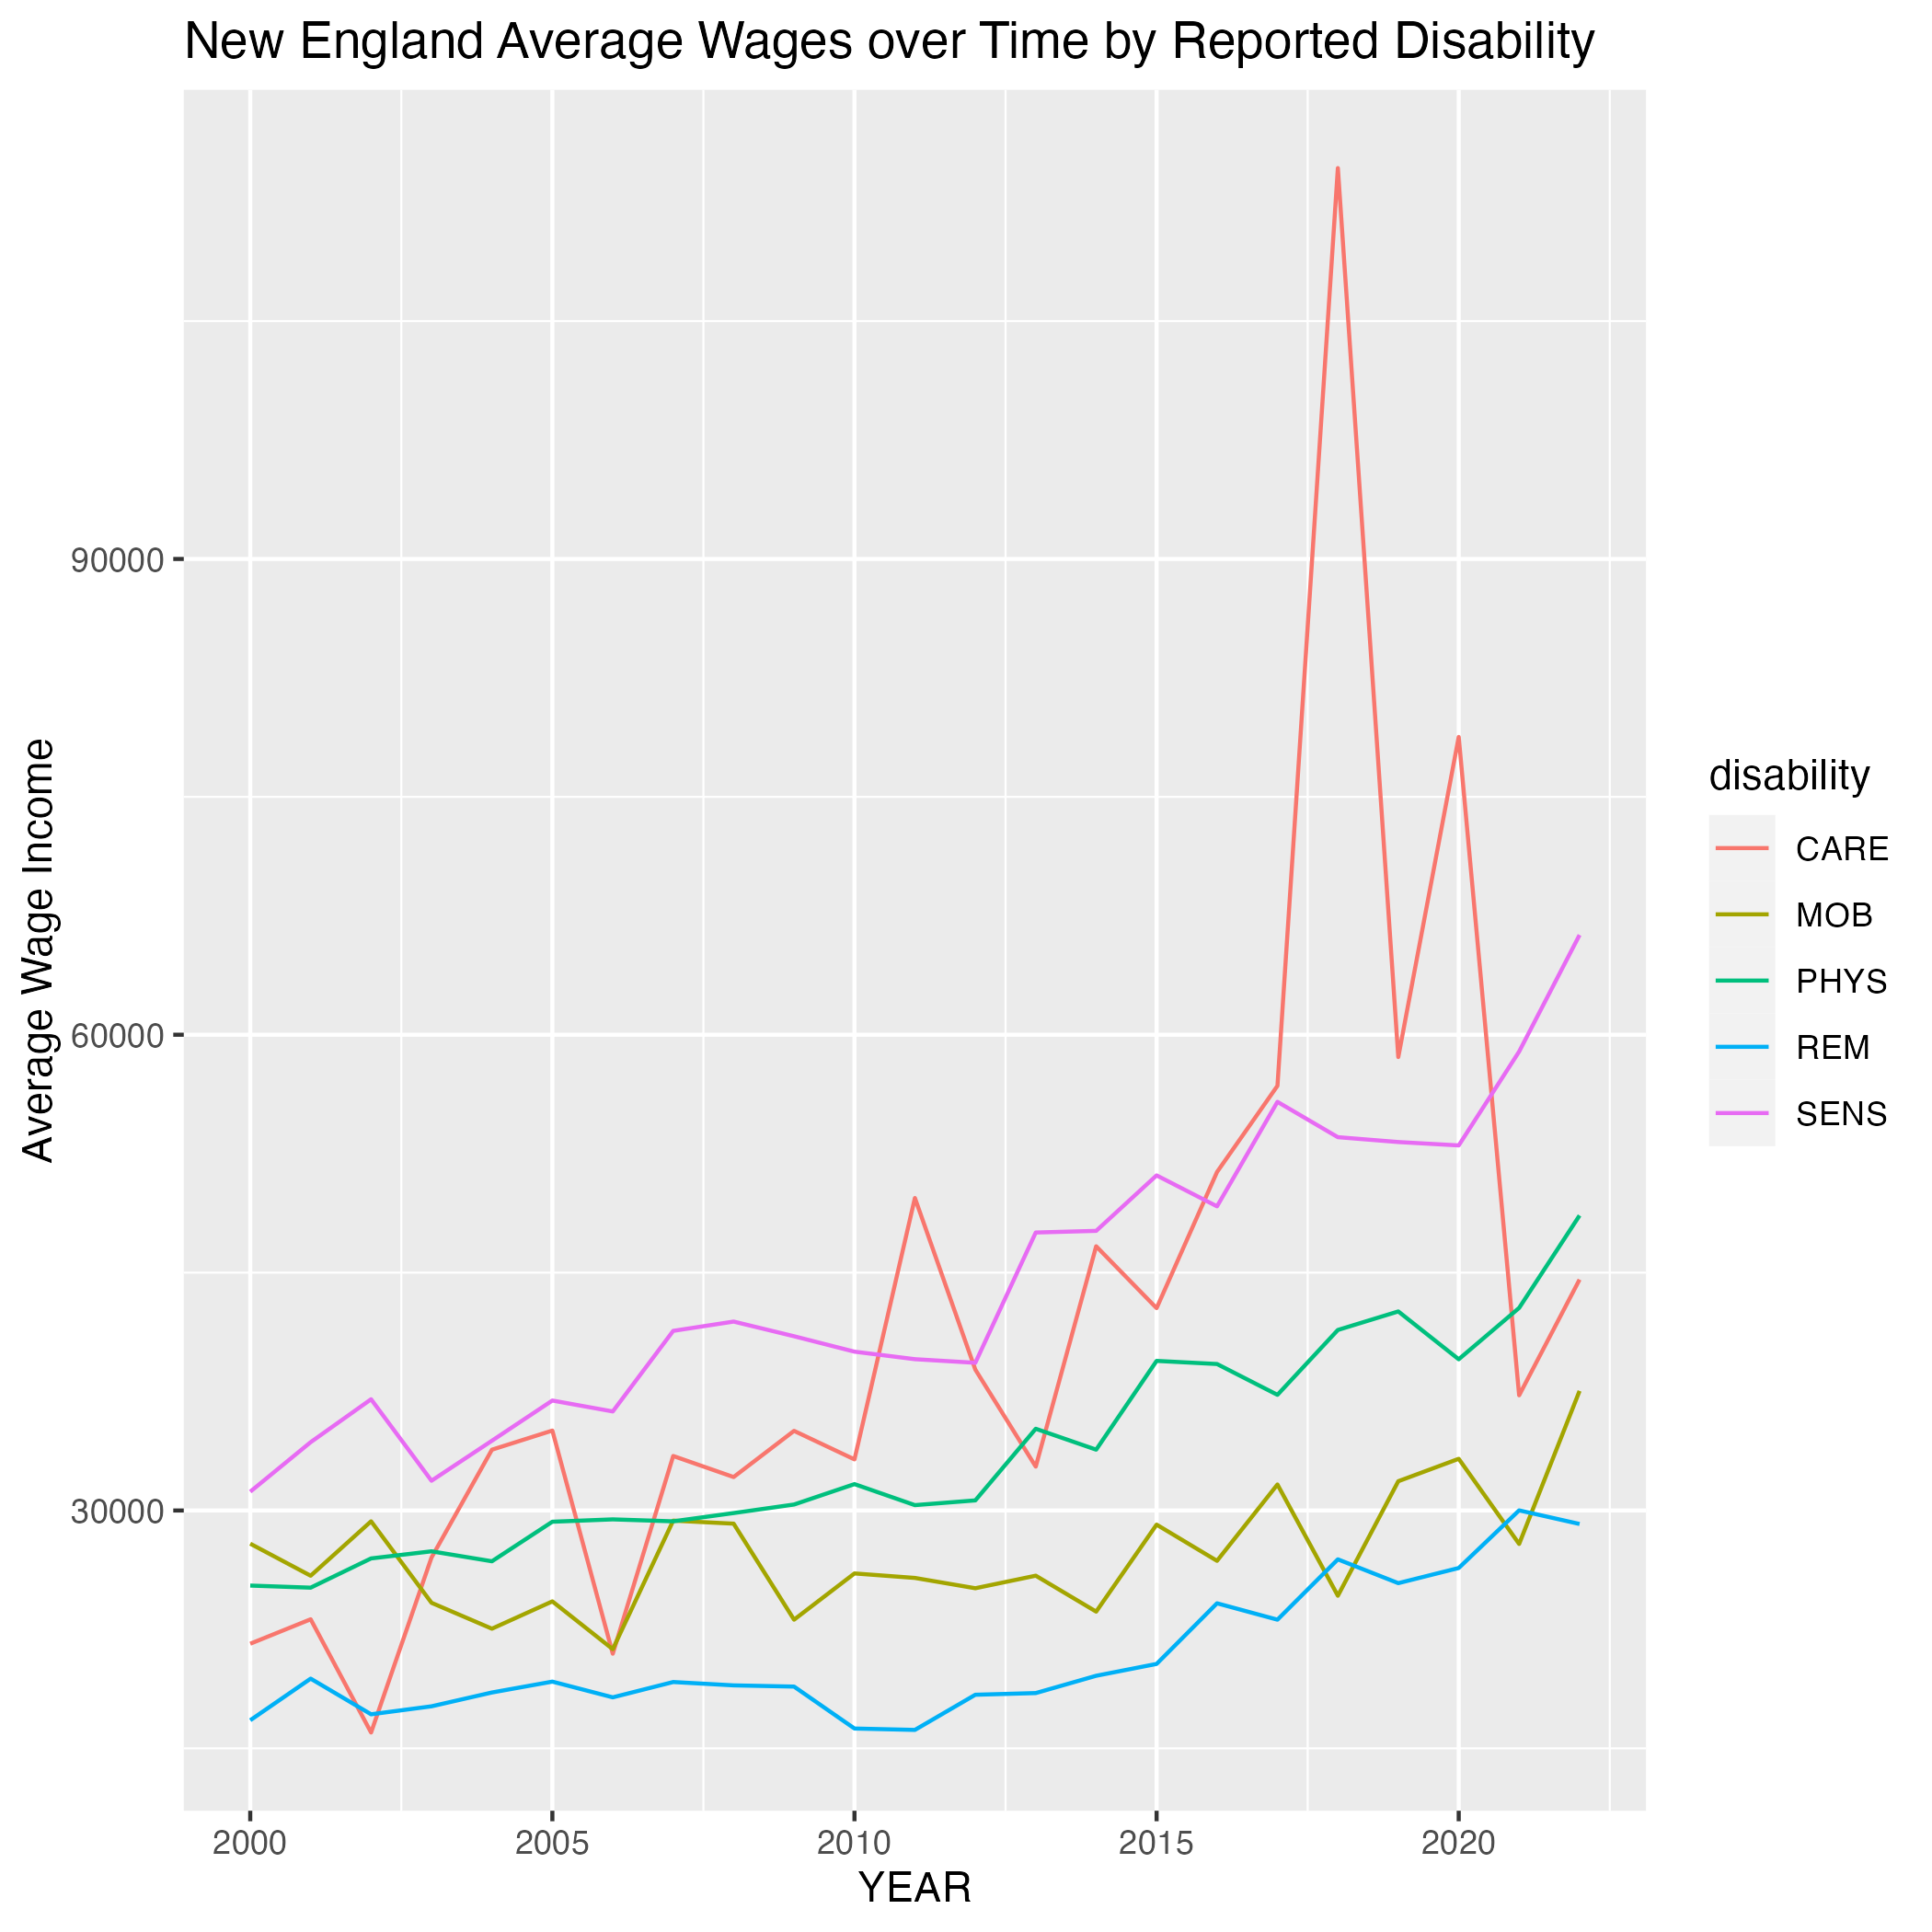 New England Average Wages over Time by Reported Disability
Average Wage Income
90000
60000
30000
2000 2005 2010 2015 2020
YEAR
disability
CARE
MOB
PHYS
REM
SENS